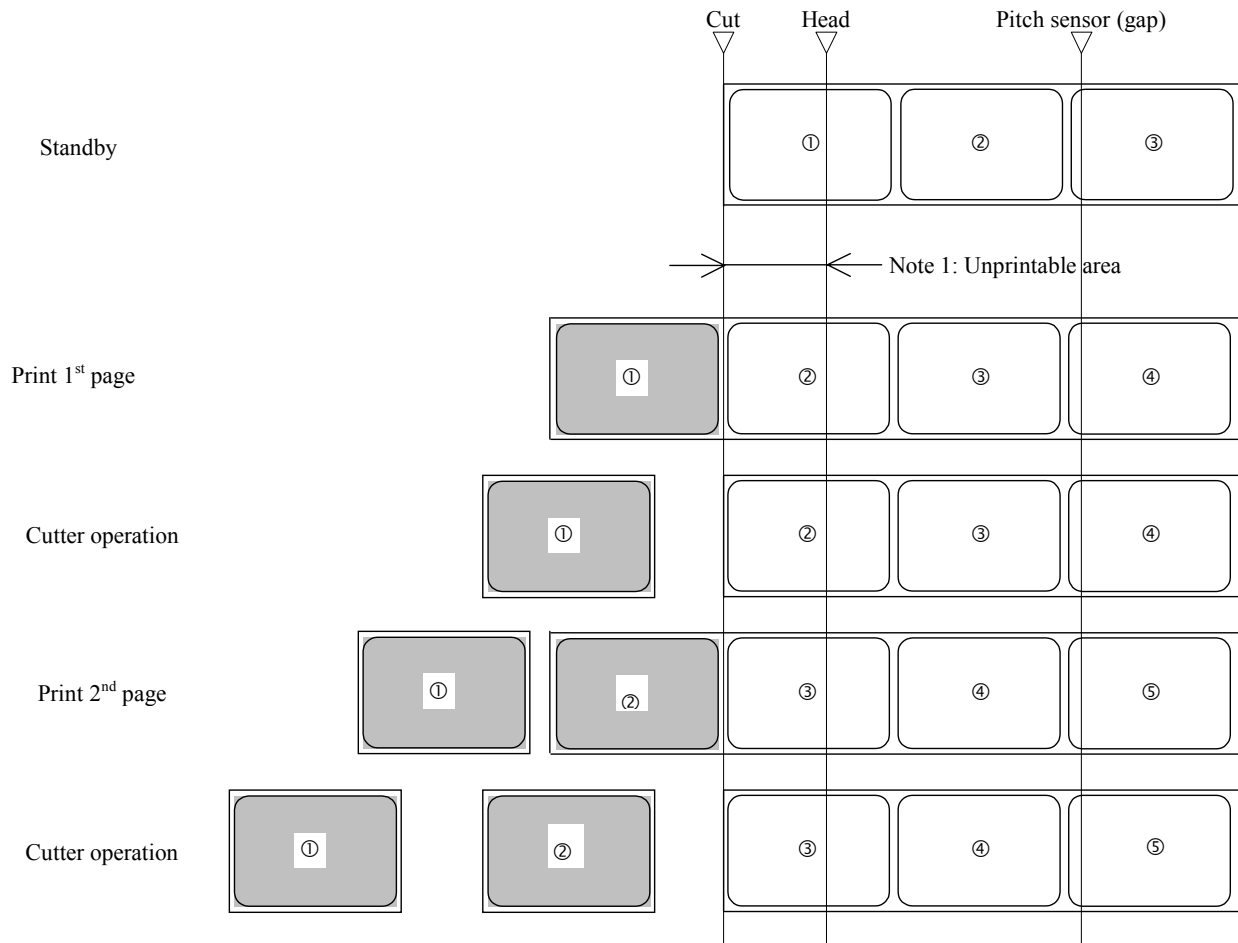 Cut Head Pitch sensor (gap)
Standby ① ② ③
Note 1: Unprintable area
Print 1st page ① ② ③ ④
Cutter operation ① ② ③ ④
Print 2nd page ① ② ③ ④ ⑤
Cutter operation ① ② ③ ④ ⑤